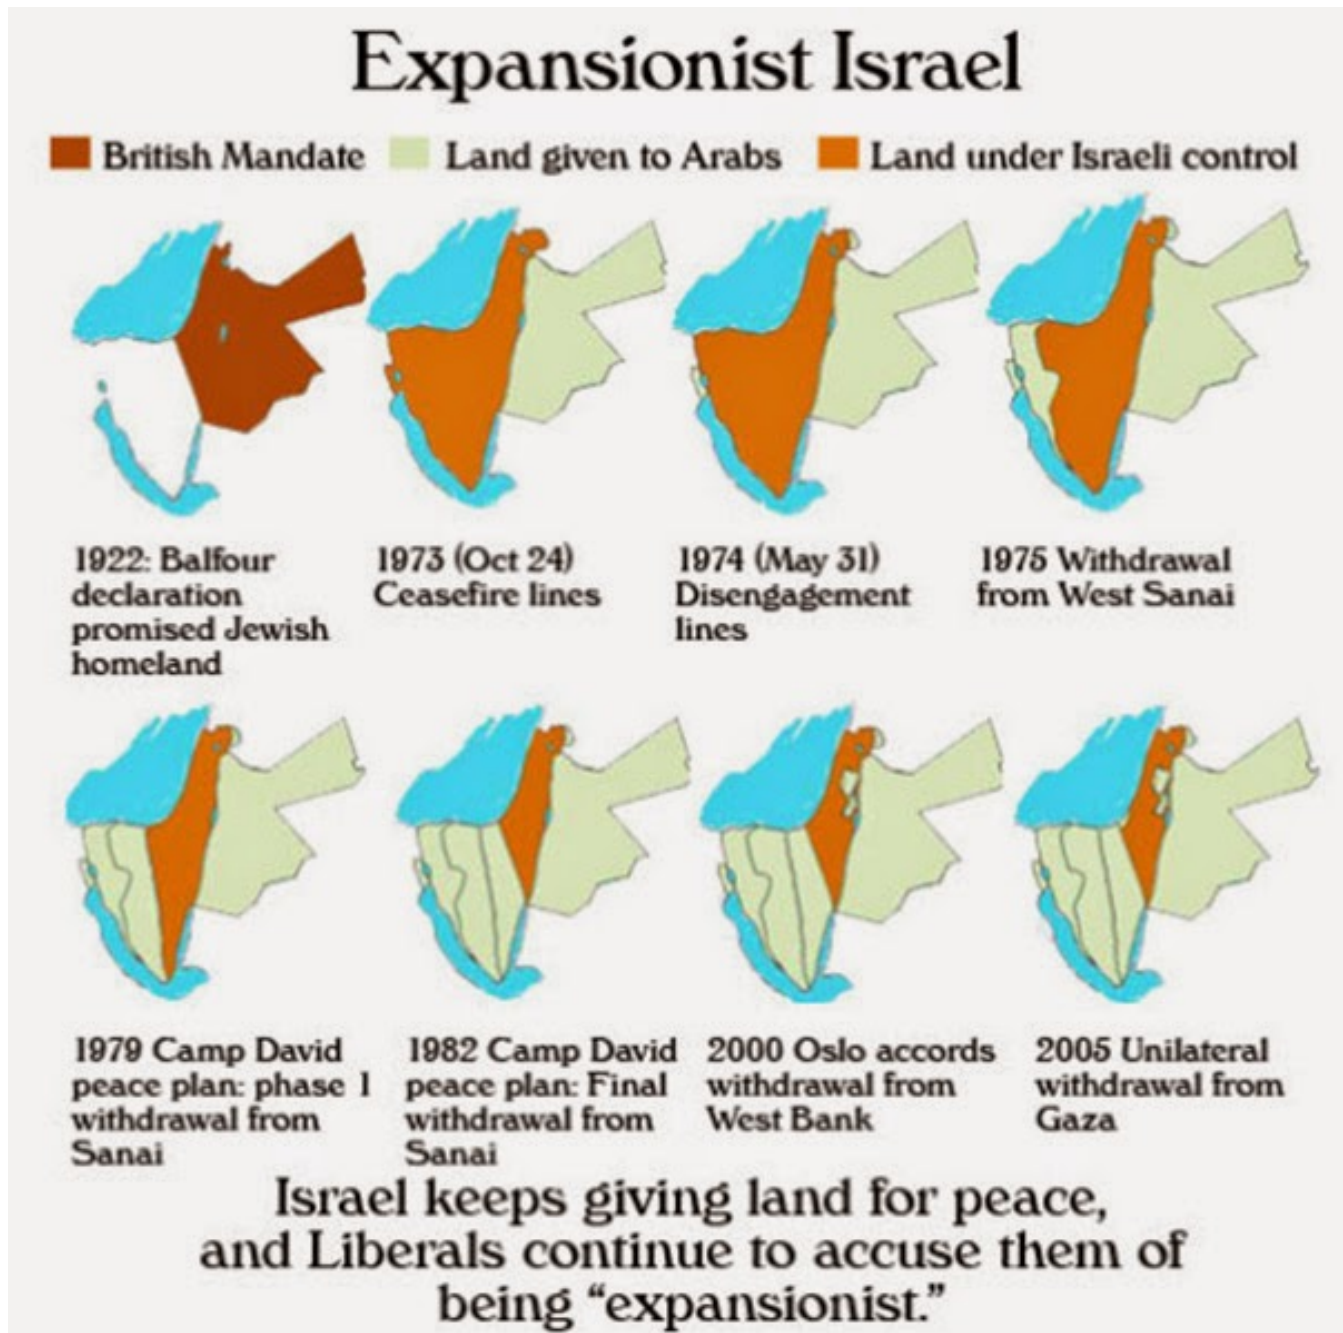 Expansionist Israel
British Mandate
Land given to Arabs
Land under Israeli control
1922: Balfour
declaration
promised Jewish
homeland
1973 (Oct 24)
Ceasefire lines
1974 (May 31)
Disengagement
lines
1975 Withdrawal
from West Sanai
1979 Camp David
peace plan: phase 1
withdrawal from
Sanai
1982 Camp David
peace plan: Final
withdrawal from
Sanai
2000 Oslo accords
withdrawal from
West Bank
2005 Unilateral
withdrawal from
Gaza
Israel keeps giving land for peace,
and Liberals continue to accuse them of
being “expansionist.”